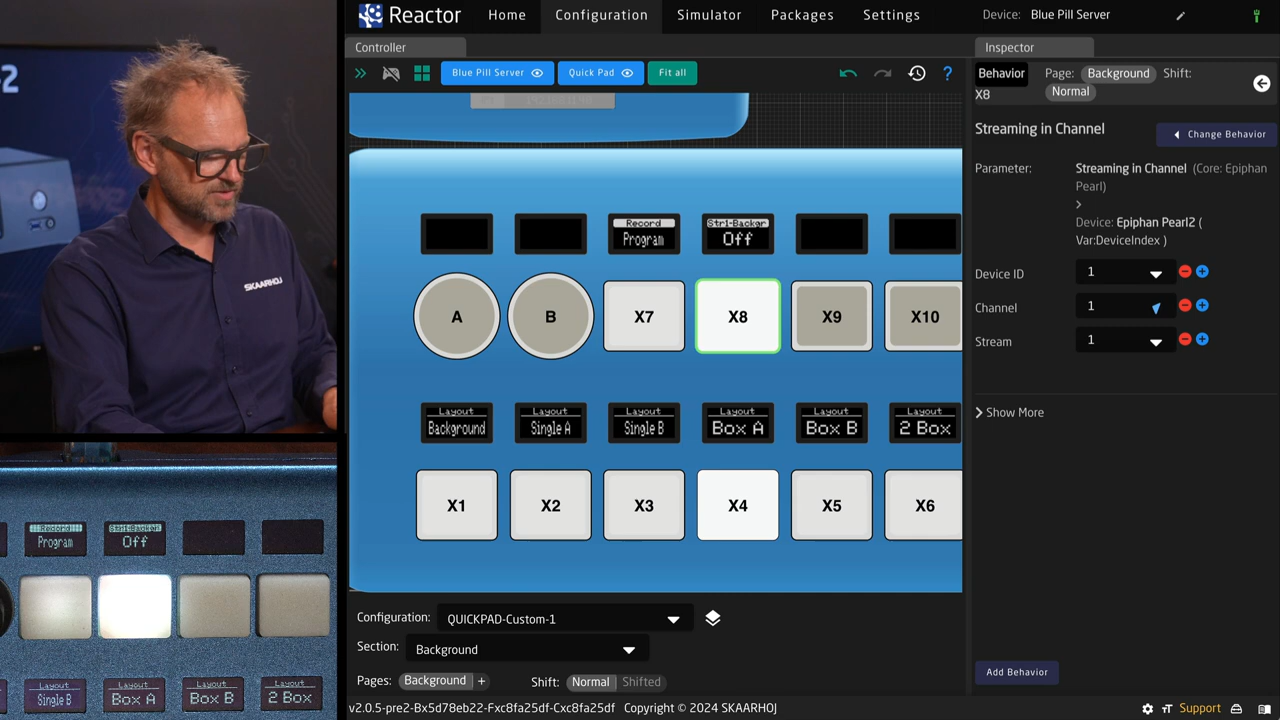 Reactor
Home
Configuration
Simulator
Packages
Settings
Device: Blue Pill Server
Controller
Inspector
Blue Pill Server
Quick Pad
Fit all
?
Behavior
Page: Background Shift:
X8
Normal
Streaming in Channel
Change Behavior
Parameter:
Streaming in Channel (Core: Epiphan
Pearl)
>
Device: Epiphan Pearl2 (
Var:DeviceIndex )
Device ID
1
Channel
1
Stream
1
Show More
Add Behavior
Record
Program
Str1-Backgr
Off
A
B
X7
X8
X9
X10
Layout
Background
Layout
Single A
Layout
Single B
Layout
Box A
Layout
Box B
Layout
2 Box
X1
X2
X3
X4
X5
X6
Configuration: QUICKPAD-Custom-1
Section: Background
Pages: Background +
Shift: Normal Shifted
v2.0.5-pre2-Bx5d78eb22-Fxc8fa25df-Cxc8fa25df Copyright © 2024 SKAARHOJ
Support
-2
SKAARHOJ
Record
Program
Str1-Backgr
Off
Layout
Single B
Layout
Box A
Layout
Box B
Layout
2 Box